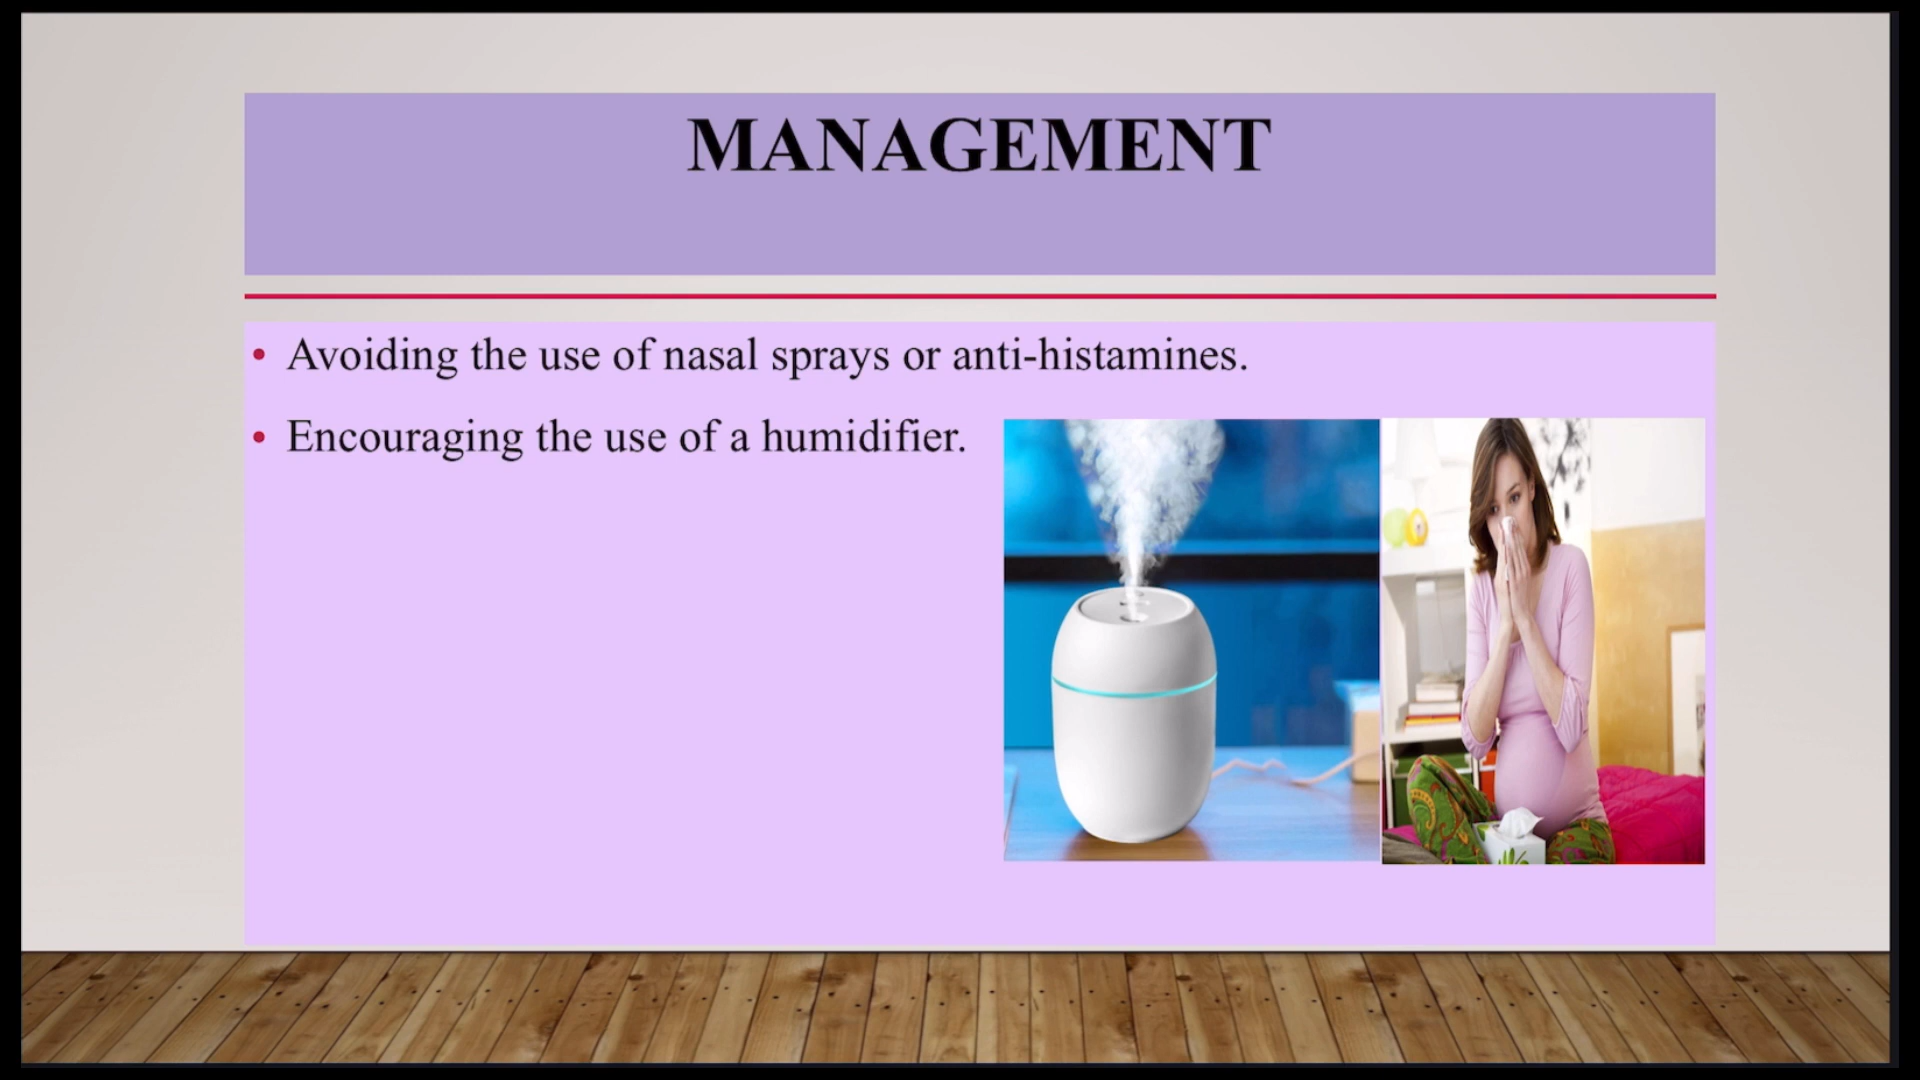 MANAGEMENT
• Avoiding the use of nasal sprays or anti-histamines.
• Encouraging the use of a humidifier.